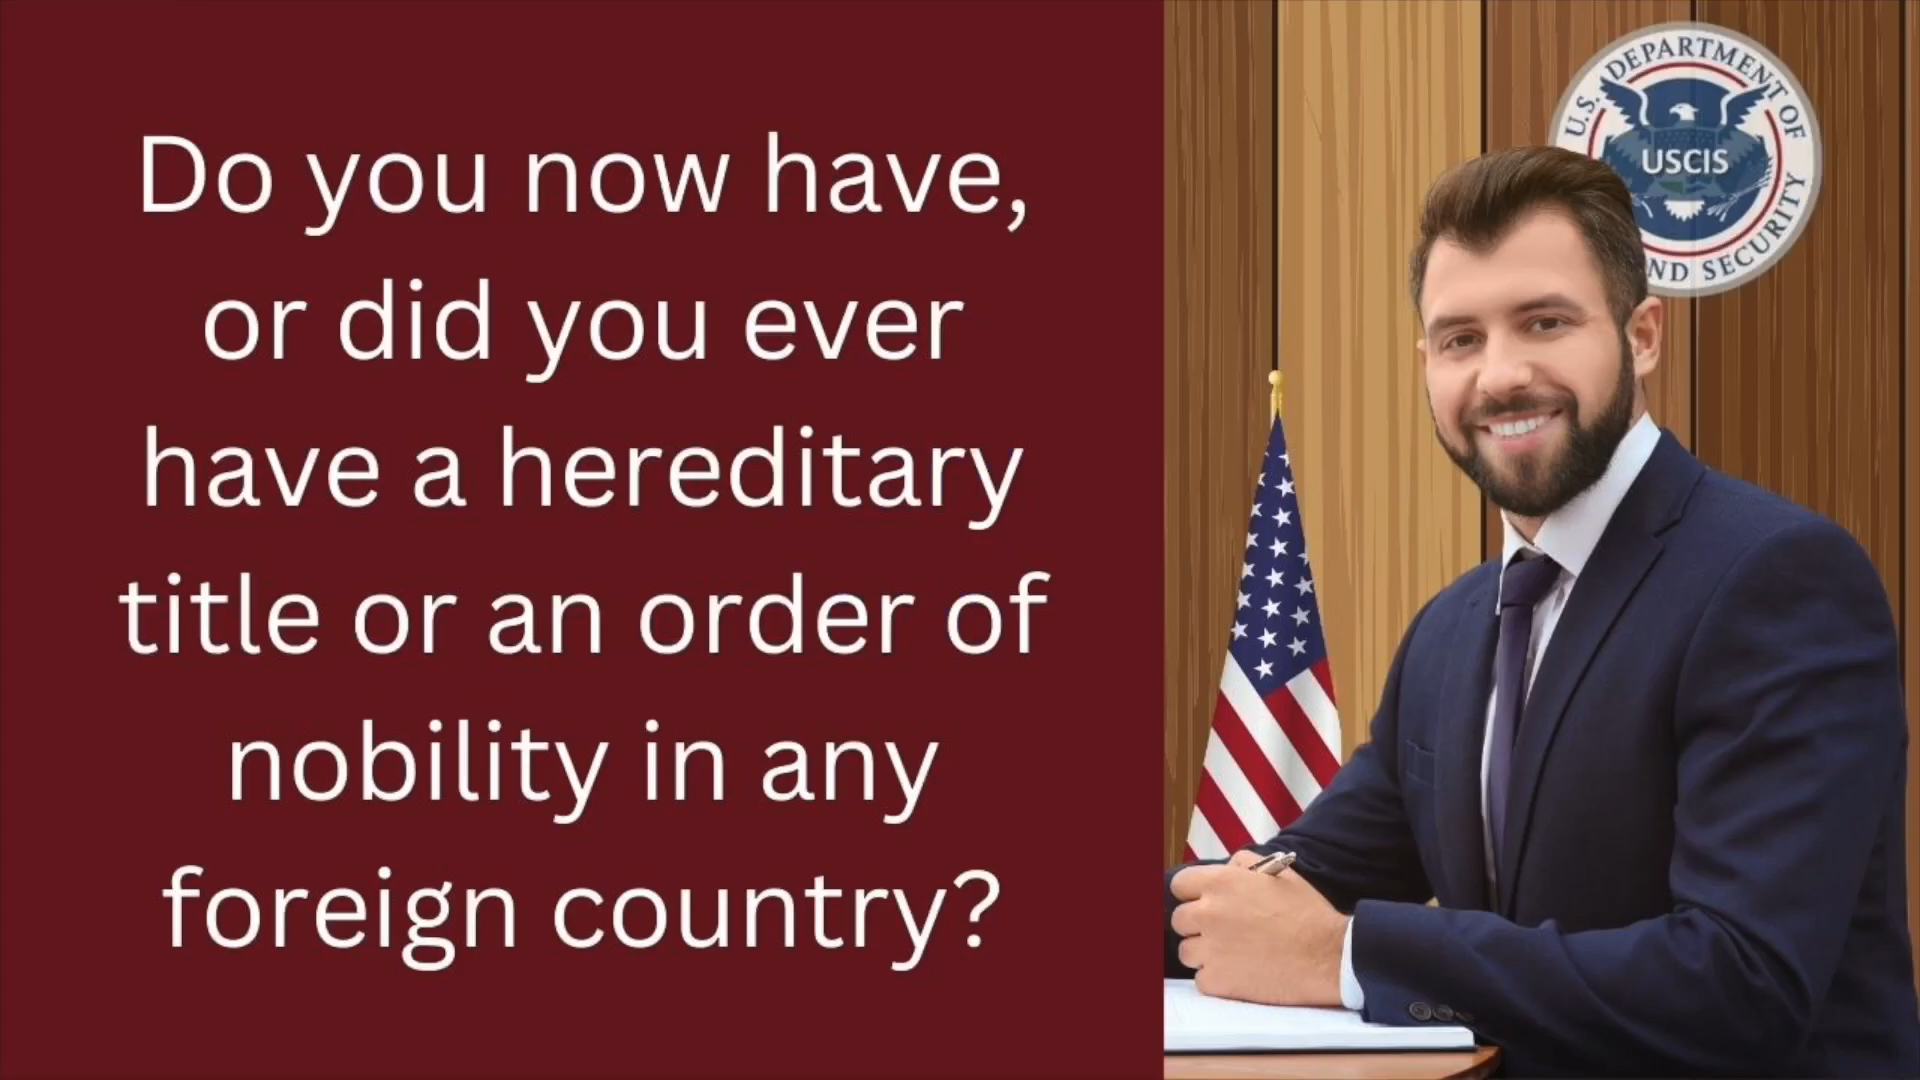 Do you now have,
or did you ever
have a hereditary
title or an order of
nobility in any
foreign country?
U.S. DEPARTMENT OF
USCIS
ND SECURITY